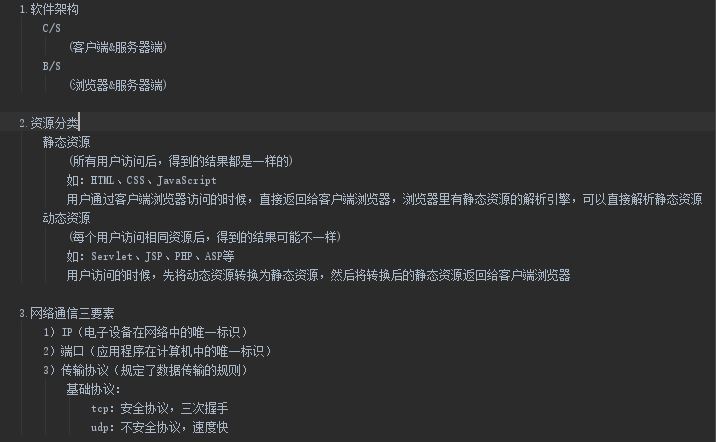 1.软件架构
C/S
(客户端&服务器端)
B/S
(浏览器&服务器端)
2.资源分类
静态资源
(所有用户访问后，得到的结果都是一样的)
如：HTML、CSS、JavaScript
用户通过客户端浏览器访问的时候，直接返回给客户端浏览器，浏览器里有静态资源的解析引擎，可以直接解析静态资源
动态资源
(每个用户访问相同资源后，得到的结果可能不一样)
如：Servlet、JSP、PHP、ASP等
用户访问的时候，先将动态资源转换为静态资源，然后将转换后的静态资源返回给客户端浏览器
3.网络通信三要素
1）IP（电子设备在网络中的唯一标识）
2）端口（应用程序在计算机中的唯一标识）
3）传输协议（规定了数据传输的规则）
基础协议：
tcp：安全协议，三次握手
udp：不安全协议，速度快